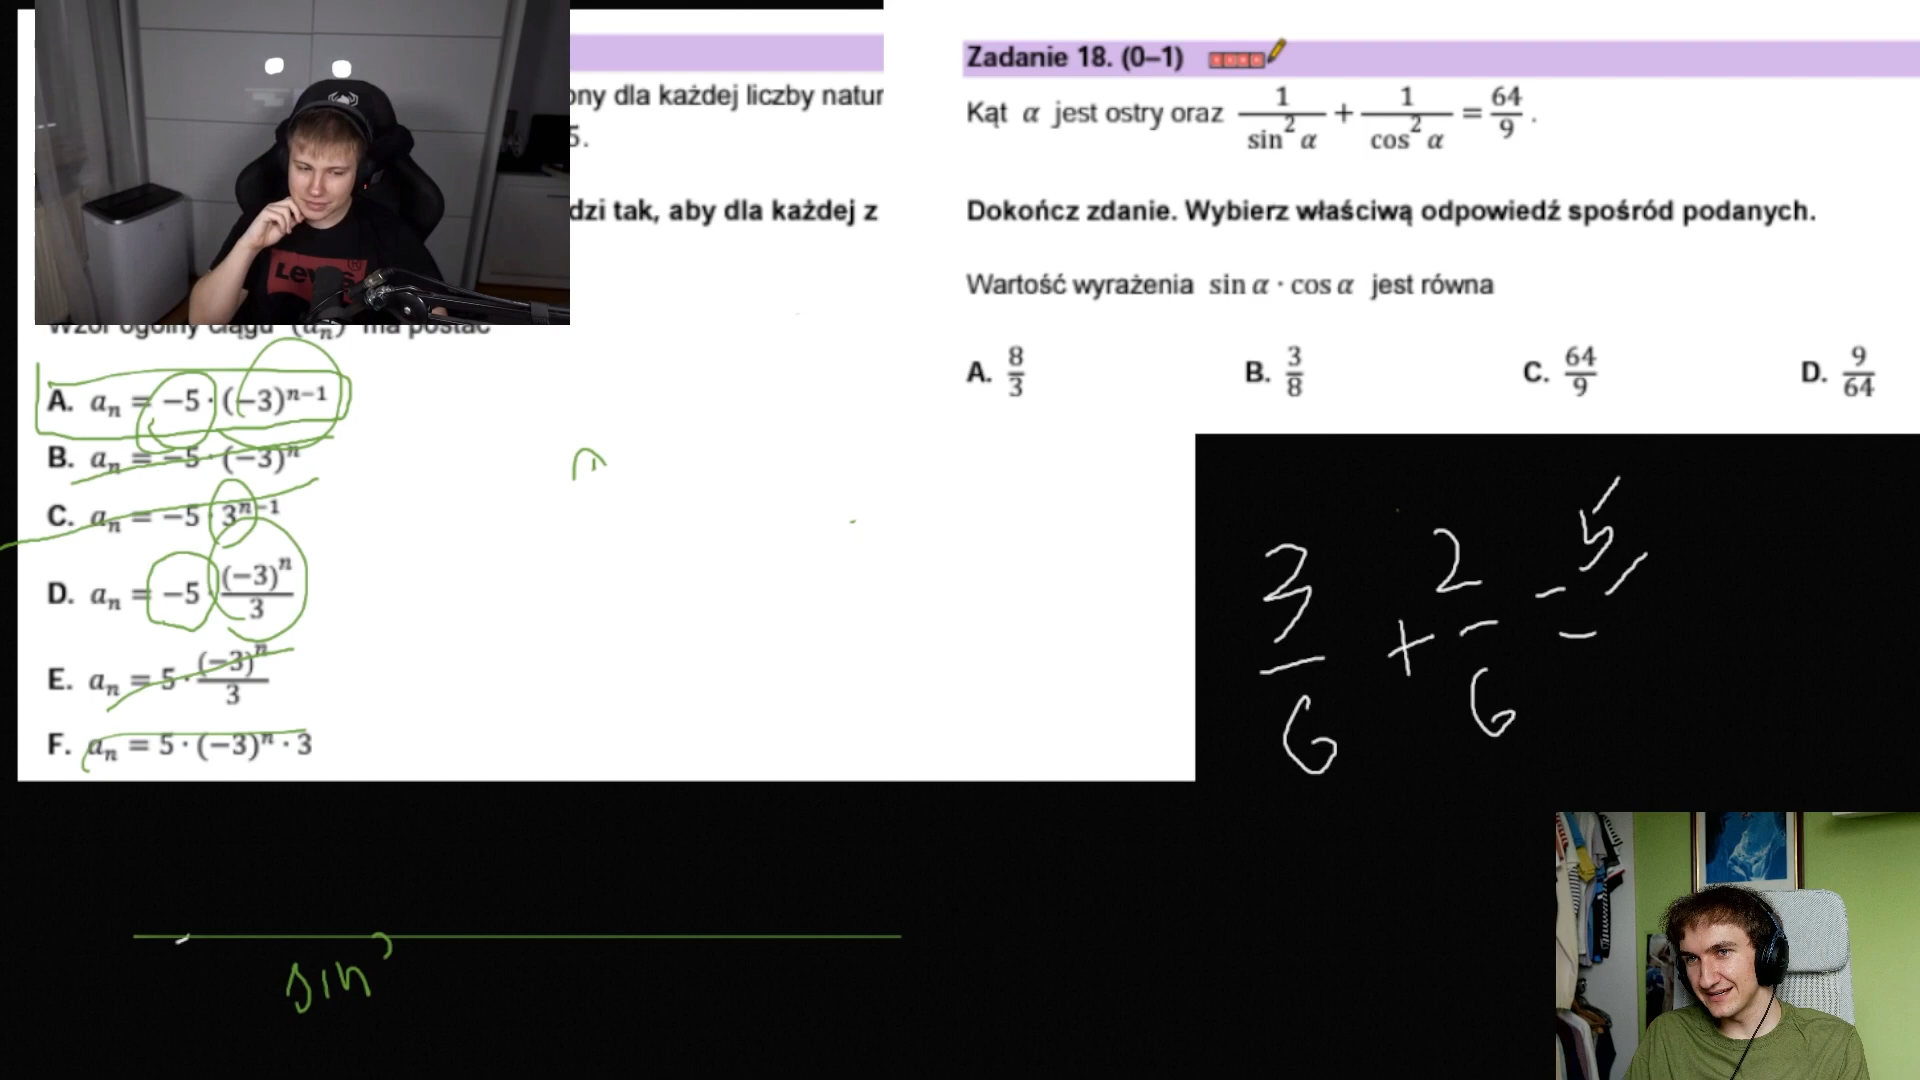 ony dla każdej liczby natur
5.
dzi tak, aby dla każdej z
Wzór ogólny ciągu (aₙ) ma postać
A. aₙ = −5 · (−3)ⁿ⁻¹
B. aₙ = −5 · (−3)ⁿ
C. aₙ = −5 · 3ⁿ⁻¹
D. aₙ = −5 · (−3)ⁿ/3
E. aₙ = 5 · (−3)ⁿ/3
F. aₙ = 5 · (−3)ⁿ · 3
Zadanie 18. (0–1)
Kąt α jest ostry oraz 1/sin² α + 1/cos² α = 64/9 .
Dokończ zdanie. Wybierz właściwą odpowiedź spośród podanych.
Wartość wyrażenia sin α · cos α jest równa
A. 8/3 B. 3/8 C. 64/9 D. 9/64
3/6 + 2/6 = 5
sin